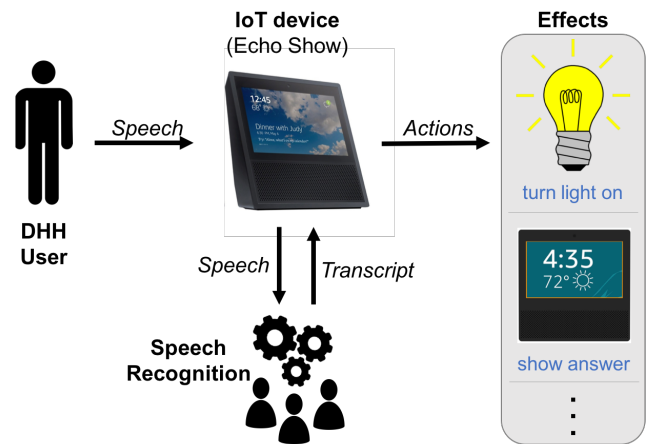 IoT device
(Echo Show)
Effects
12:45
Dinner with Judy
Speech
Actions
turn light on
DHH
User
Speech
Transcript
4:35
72°
show answer
Speech
Recognition